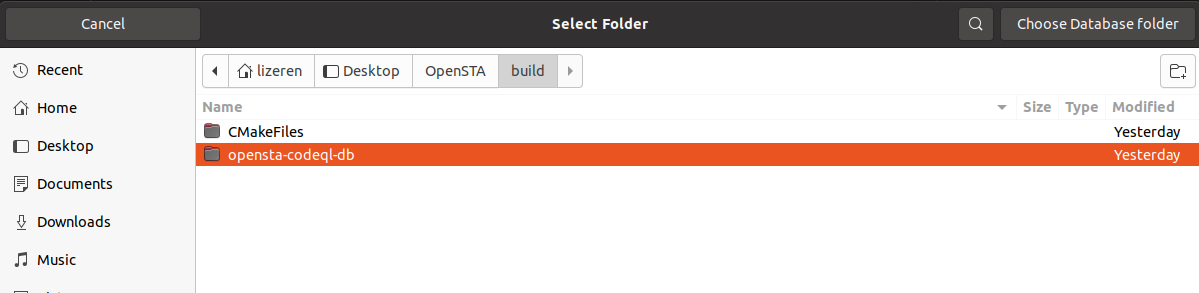 Cancel Select Folder Choose Database folder
Recent lizeren Desktop OpenSTA build
Name Size Type Modified
Home CMakeFiles Yesterday
Desktop opensta-codeql-db Yesterday
Documents
Downloads
Music